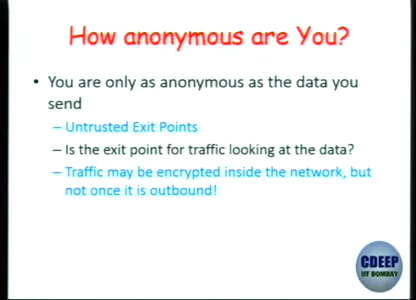 How anonymous are You?
• You are only as anonymous as the data you
send
– Untrusted Exit Points
– Is the exit point for traffic looking at the data?
– Traffic may be encrypted inside the network, but
not once it is outbound!
CDEEP
IIT BOMBAY